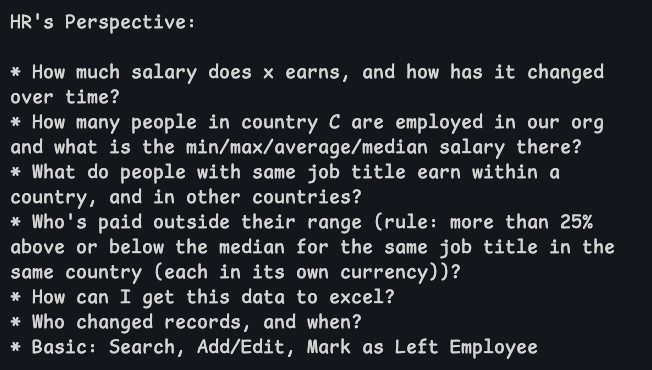 HR's Perspective:

* How much salary does x earns, and how has it changed
over time?
* How many people in country C are employed in our org
and what is the min/max/average/median salary there?
* What do people with same job title earn within a
country, and in other countries?
* Who's paid outside their range (rule: more than 25%
above or below the median for the same job title in the
same country (each in its own currency))?
* How can I get this data to excel?
* Who changed records, and when?
* Basic: Search, Add/Edit, Mark as Left Employee